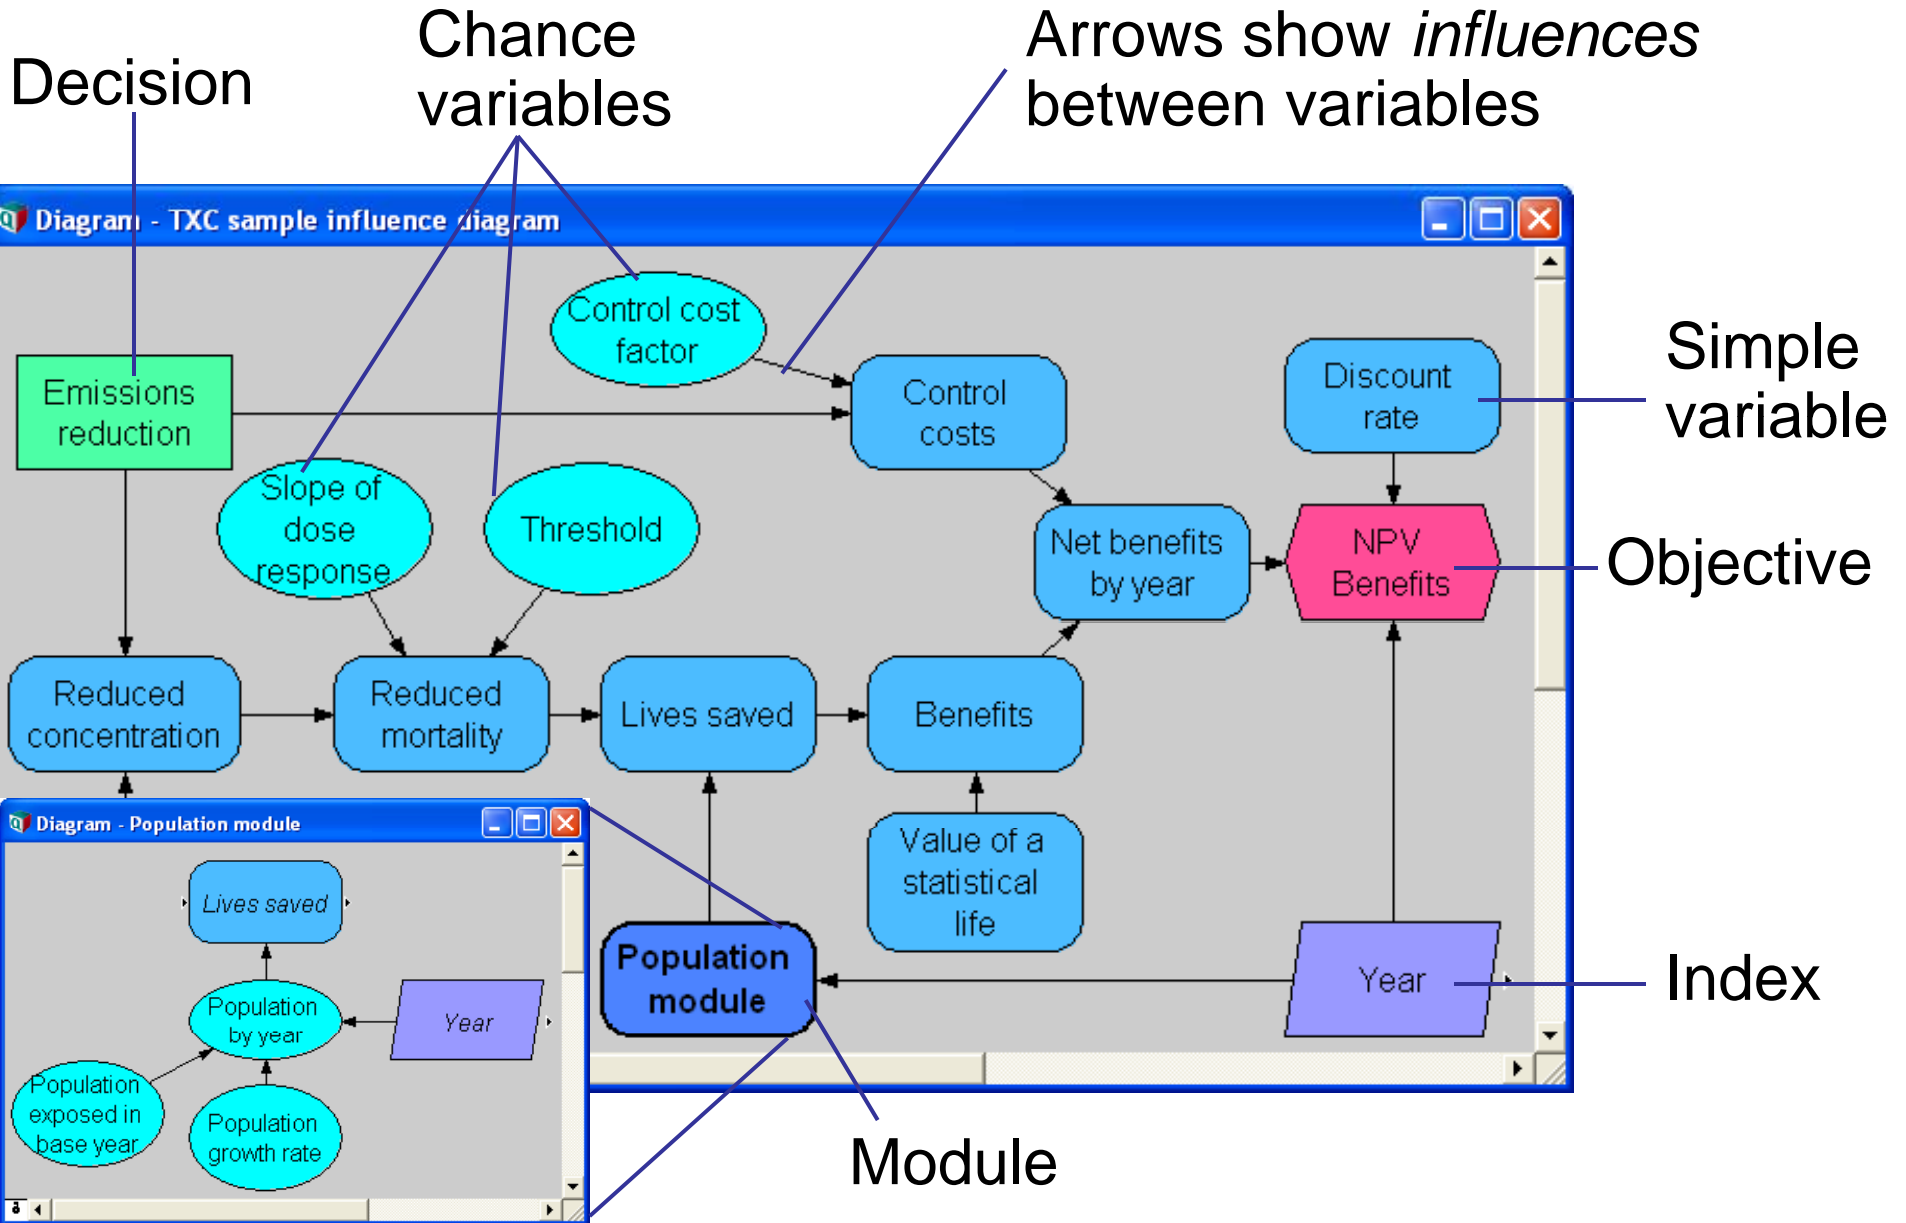 Decision
Chance
variables
Arrows show influences
between variables
Diagram - TXC sample influence diagram
Control cost
factor
Emissions
reduction
Control
costs
Discount
rate
Simple
variable
Slope of
dose
response
Threshold
Net benefits
by year
NPV
Benefits
Objective
Reduced
concentration
Reduced
mortality
Lives saved
Benefits
Value of a
statistical
life
Population
module
Year
Index
Diagram - Population module
Lives saved
Population
by year
Year
Population
exposed in
base year
Population
growth rate
Module